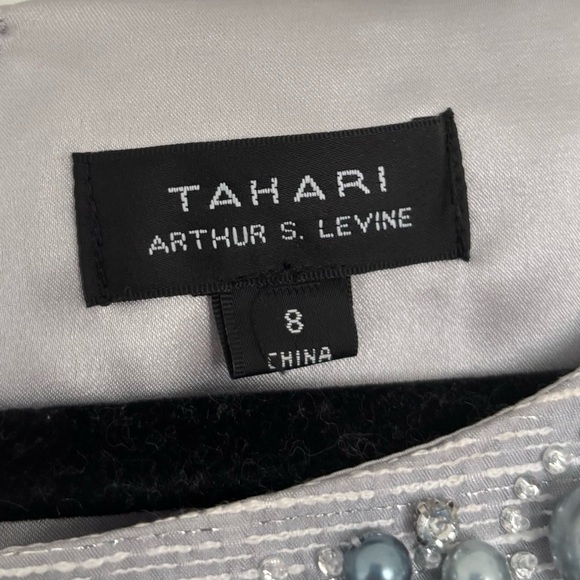 TAHARI
ARTHUR S. LEVINE
8
CHINA